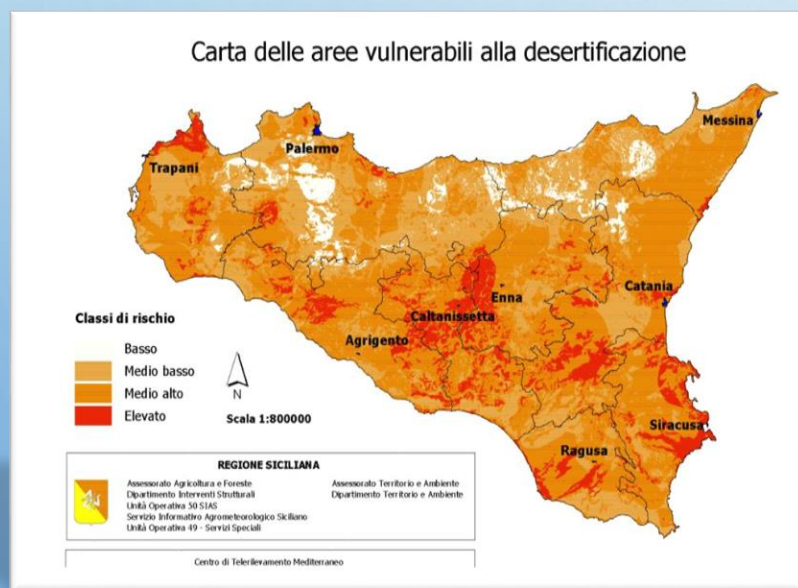 Carta delle aree vulnerabili alla desertificazione
Messina
Palermo
Trapani
Catania
Enna
Caltanissetta
Agrigento
Siracusa
Ragusa
Classi di rischio
Basso
Medio basso
Medio alto
Elevato
N
Scala 1:800000
REGIONE SICILIANA
Assessorato Agricoltura e Foreste
Dipartimento Interventi Strutturali
Unità Operativa 50 SIAS
Servizio Informativo Agrometeorologico Siciliano
Unità Operativa 49 - Servizi Speciali
Assessorato Territorio e Ambiente
Dipartimento Territorio e Ambiente
Centro di Telerilevamento Mediterraneo